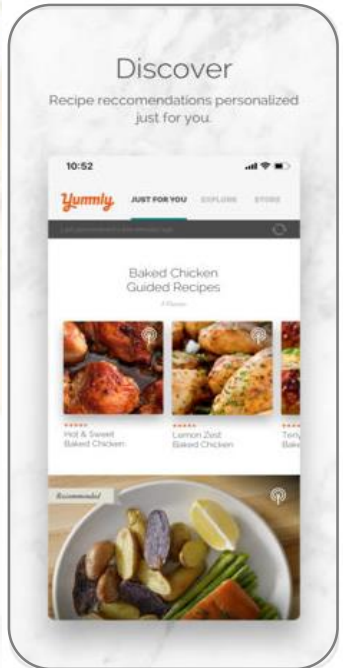 Discover
Recipe reccomendations personalized
just for you.
10:52
Yummly
JUST FOR YOU EXPLORE STORE
Baked Chicken
Guided Recipes
Hot & Sweet
Baked Chicken
Lemon Zest
Baked Chicken
Recommended